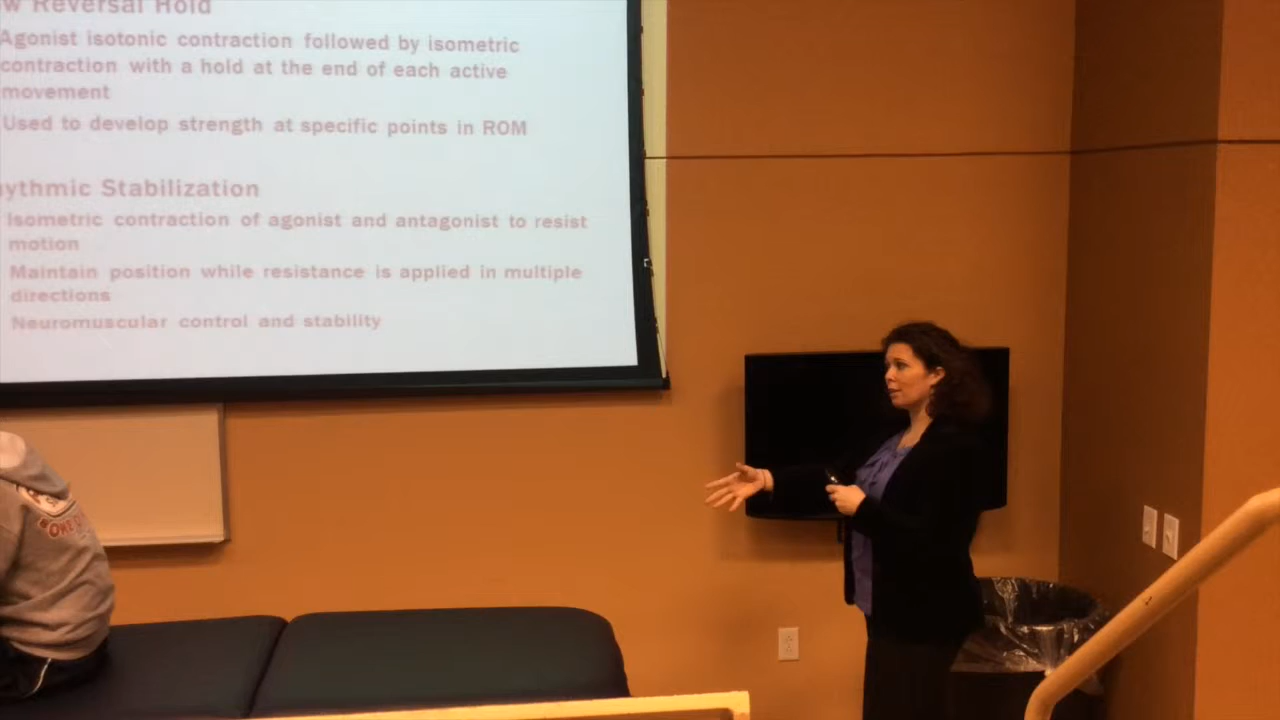 w Reversal Hold
Agonist isotonic contraction followed by isometric
contraction with a hold at the end of each active
movement
Used to develop strength at specific points in ROM
ythmic Stabilization
Isometric contraction of agonist and antagonist to resist
motion
Maintain position while resistance is applied in multiple
directions
Neuromuscular control and stability